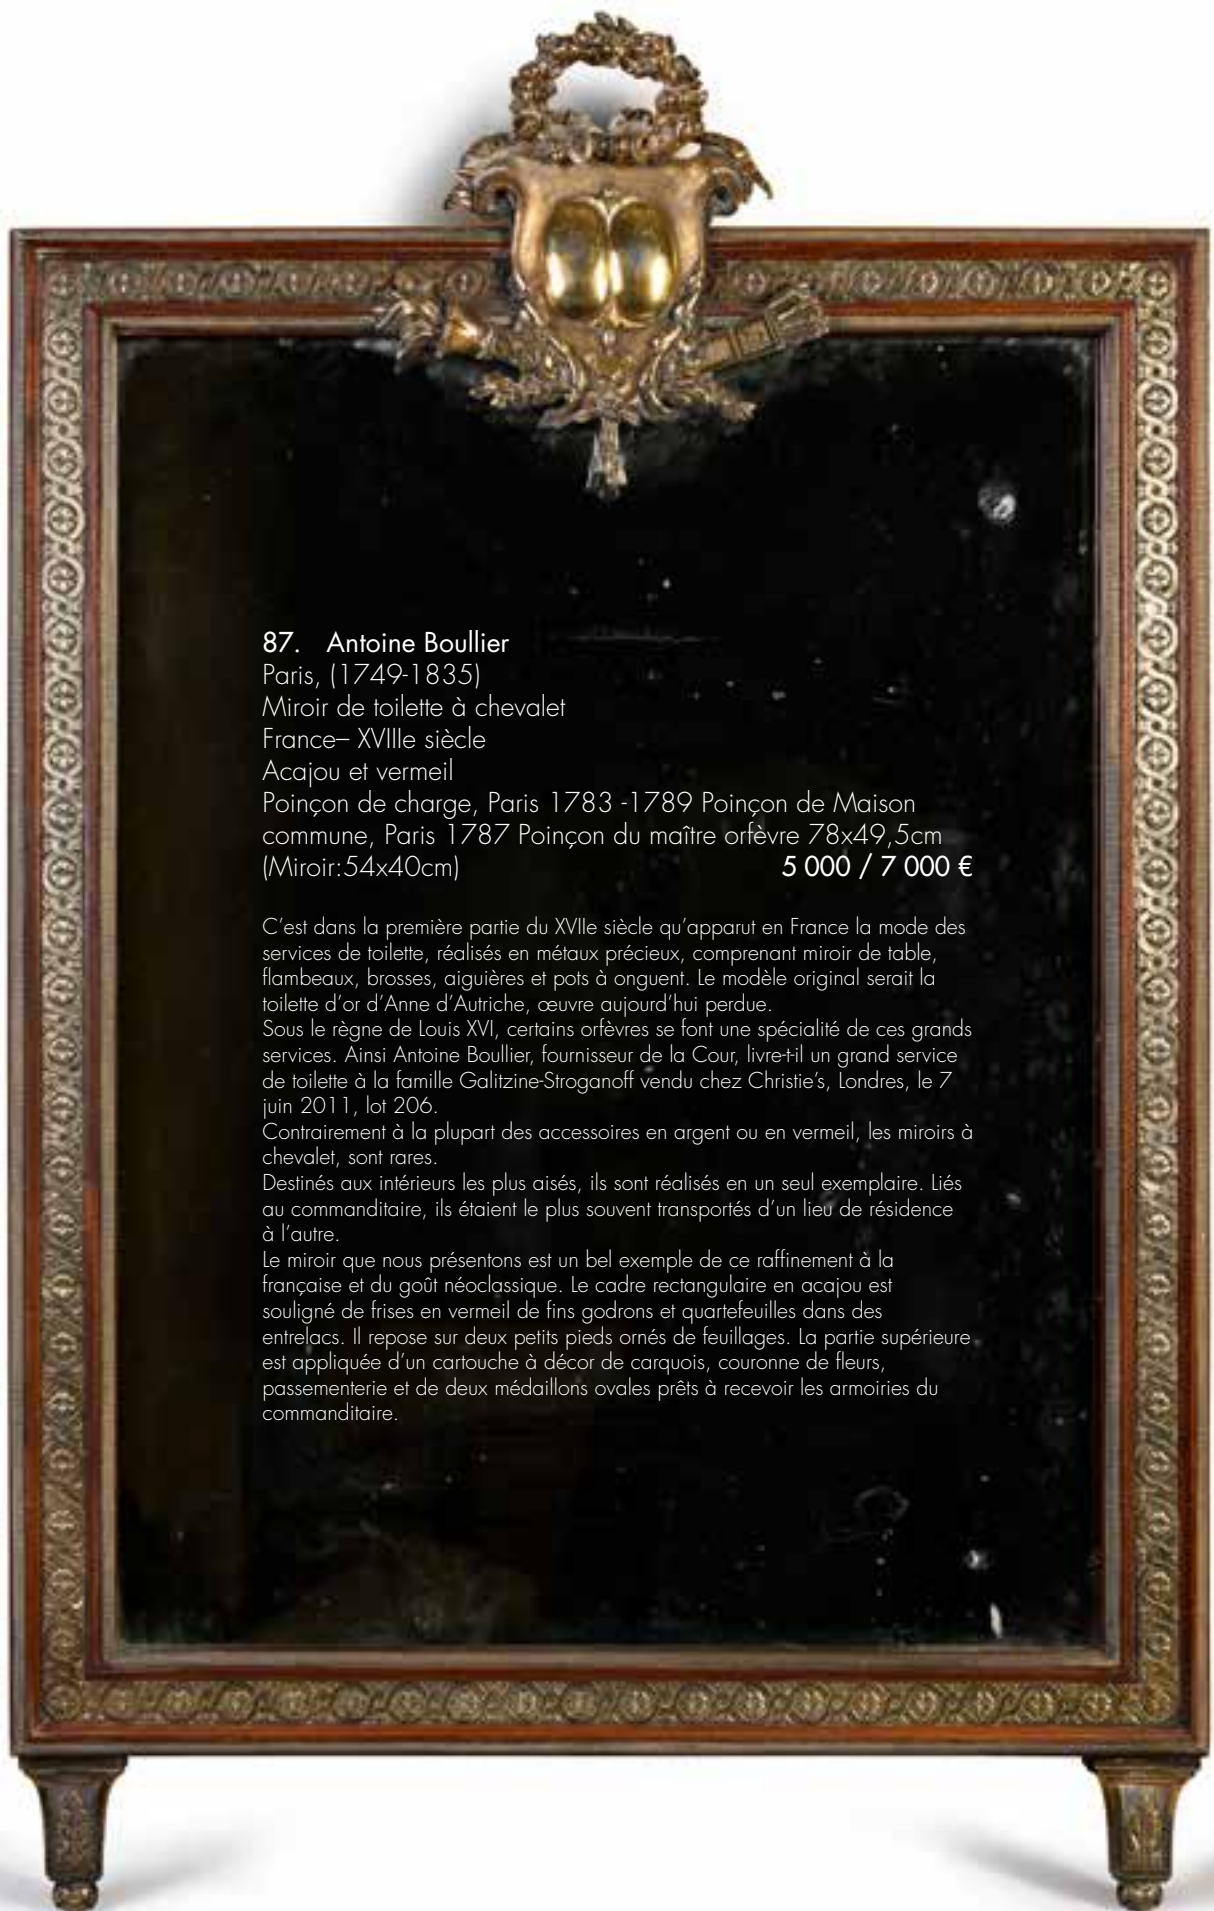 87. Antoine Boullier
Paris, (1749-1835)
Miroir de toilette à chevalet
France– XVIIIe siècle
Acajou et vermeil
Poinçon de charge, Paris 1783 -1789 Poinçon de Maison
commune, Paris 1787 Poinçon du maître orfèvre 78x49,5cm
(Miroir:54x40cm) 5 000 / 7 000 €
C’est dans la première partie du XVIIe siècle qu’apparut en France la mode des
services de toilette, réalisés en métaux précieux, comprenant miroir de table,
flambeaux, brosses, aiguières et pots à onguent. Le modèle original serait la
toilette d’or d’Anne d’Autriche, œuvre aujourd’hui perdue.
Sous le règne de Louis XVI, certains orfèvres se font une spécialité de ces grands
services. Ainsi Antoine Boullier, fournisseur de la Cour, livre-t-il un grand service
de toilette à la famille Galitzine-Stroganoff vendu chez Christie’s, Londres, le 7
juin 2011, lot 206.
Contrairement à la plupart des accessoires en argent ou en vermeil, les miroirs à
chevalet, sont rares.
Destinés aux intérieurs les plus aisés, ils sont réalisés en un seul exemplaire. Liés
au commanditaire, ils étaient le plus souvent transportés d’un lieu de résidence
à l’autre.
Le miroir que nous présentons est un bel exemple de ce raffinement à la
française et du goût néoclassique. Le cadre rectangulaire en acajou est
souligné de frises en vermeil de fins godrons et quartefeuilles dans des
entrelacs. Il repose sur deux petits pieds ornés de feuillages. La partie supérieure
est appliquée d’un cartouche à décor de carquois, couronne de fleurs,
passementerie et de deux médaillons ovales prêts à recevoir les armoiries du
commanditaire.